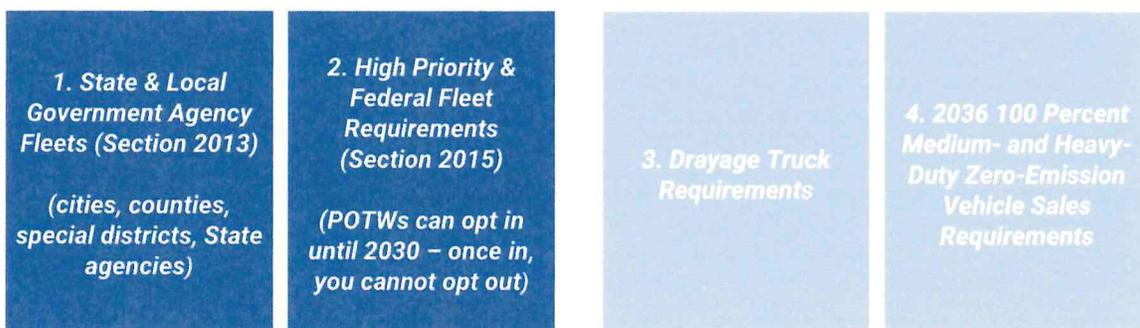 1. State & Local
Government Agency
Fleets (Section 2013)
(cities, counties,
special districts, State
agencies)
2. High Priority &
Federal Fleet
Requirements
(Section 2015)
(POTWs can opt in
until 2030 – once in,
you cannot opt out)
3. Drayage Truck
Requirements
4. 2036 100 Percent
Medium- and Heavy-
Duty Zero-Emission
Vehicle Sales
Requirements